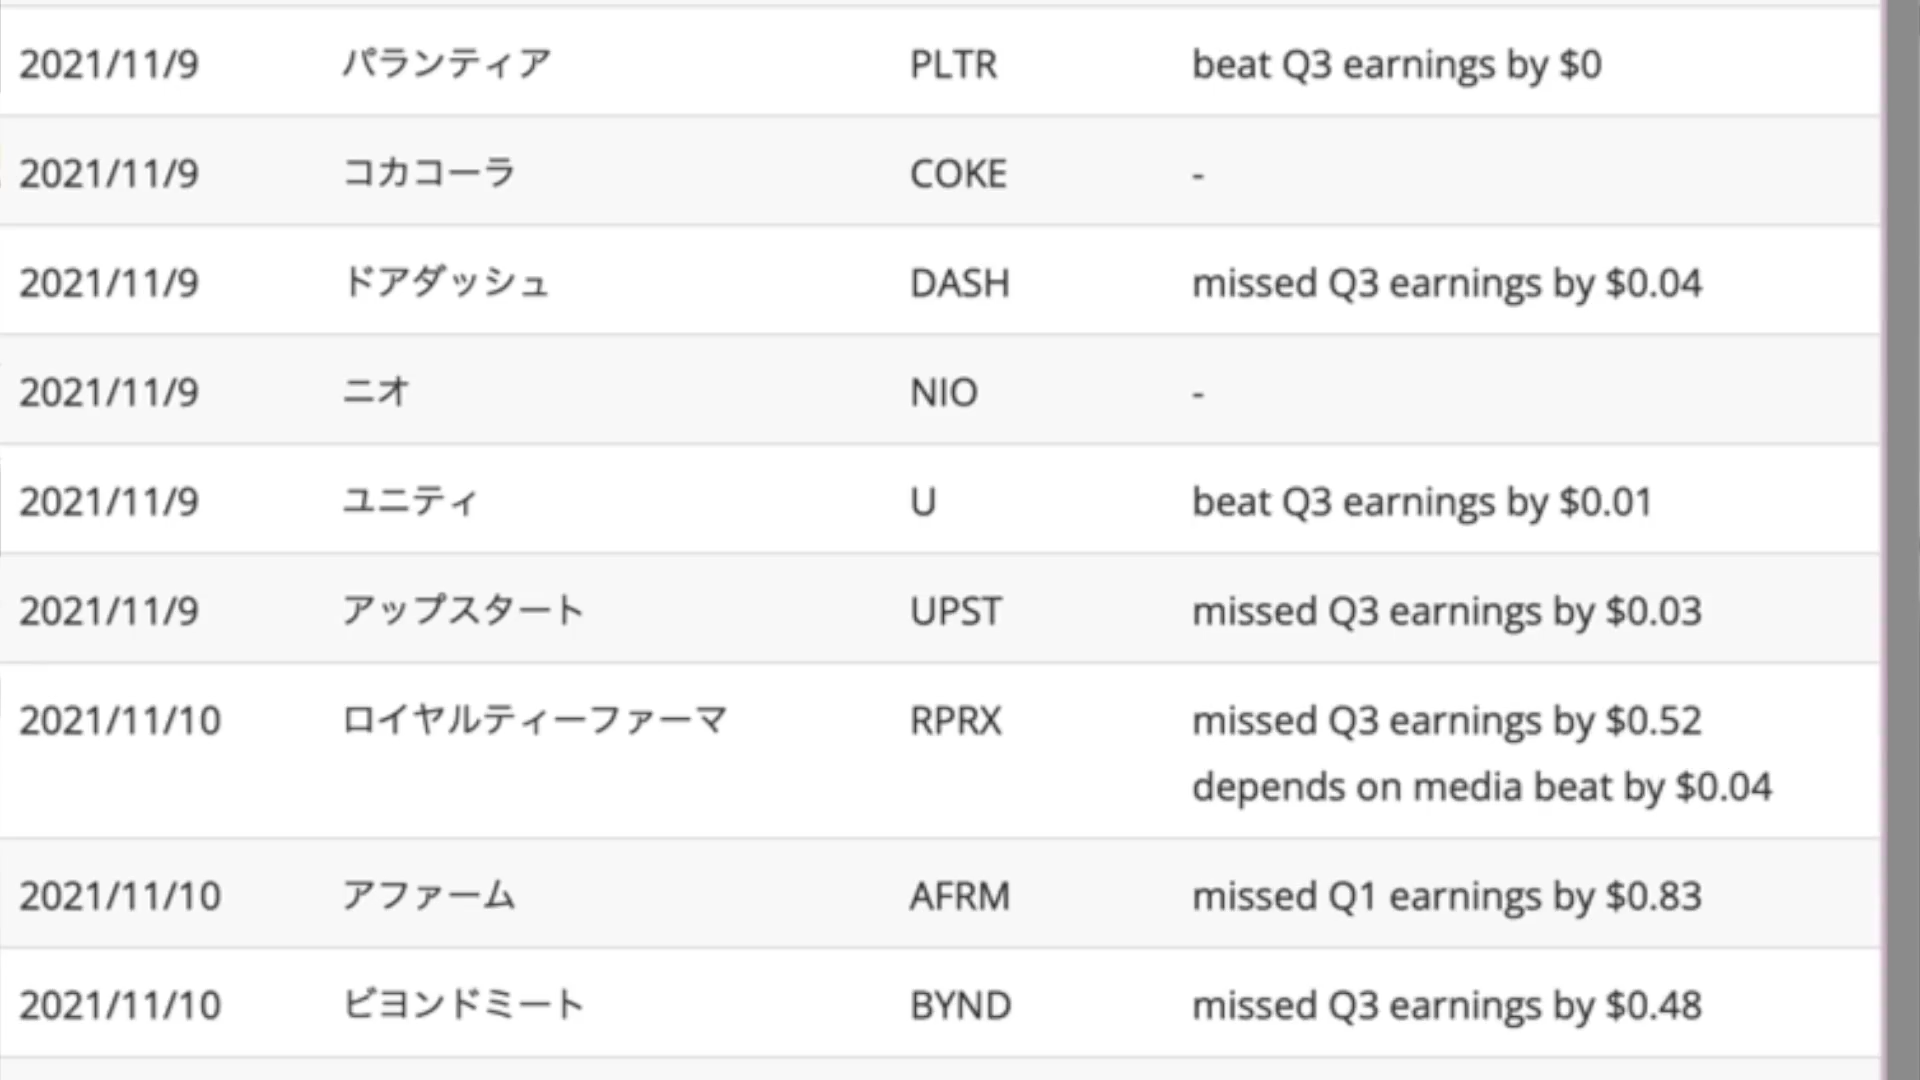 2021/11/9 パランティア PLTR beat Q3 earnings by $0
2021/11/9 コカコーラ COKE -
2021/11/9 ドアダッシュ DASH missed Q3 earnings by $0.04
2021/11/9 ニオ NIO -
2021/11/9 ユニティ U beat Q3 earnings by $0.01
2021/11/9 アップスタート UPST missed Q3 earnings by $0.03
2021/11/10 ロイヤルティーファーマ RPRX missed Q3 earnings by $0.52
depends on media beat by $0.04
2021/11/10 アファーム AFRM missed Q1 earnings by $0.83
2021/11/10 ビヨンドミート BYND missed Q3 earnings by $0.48